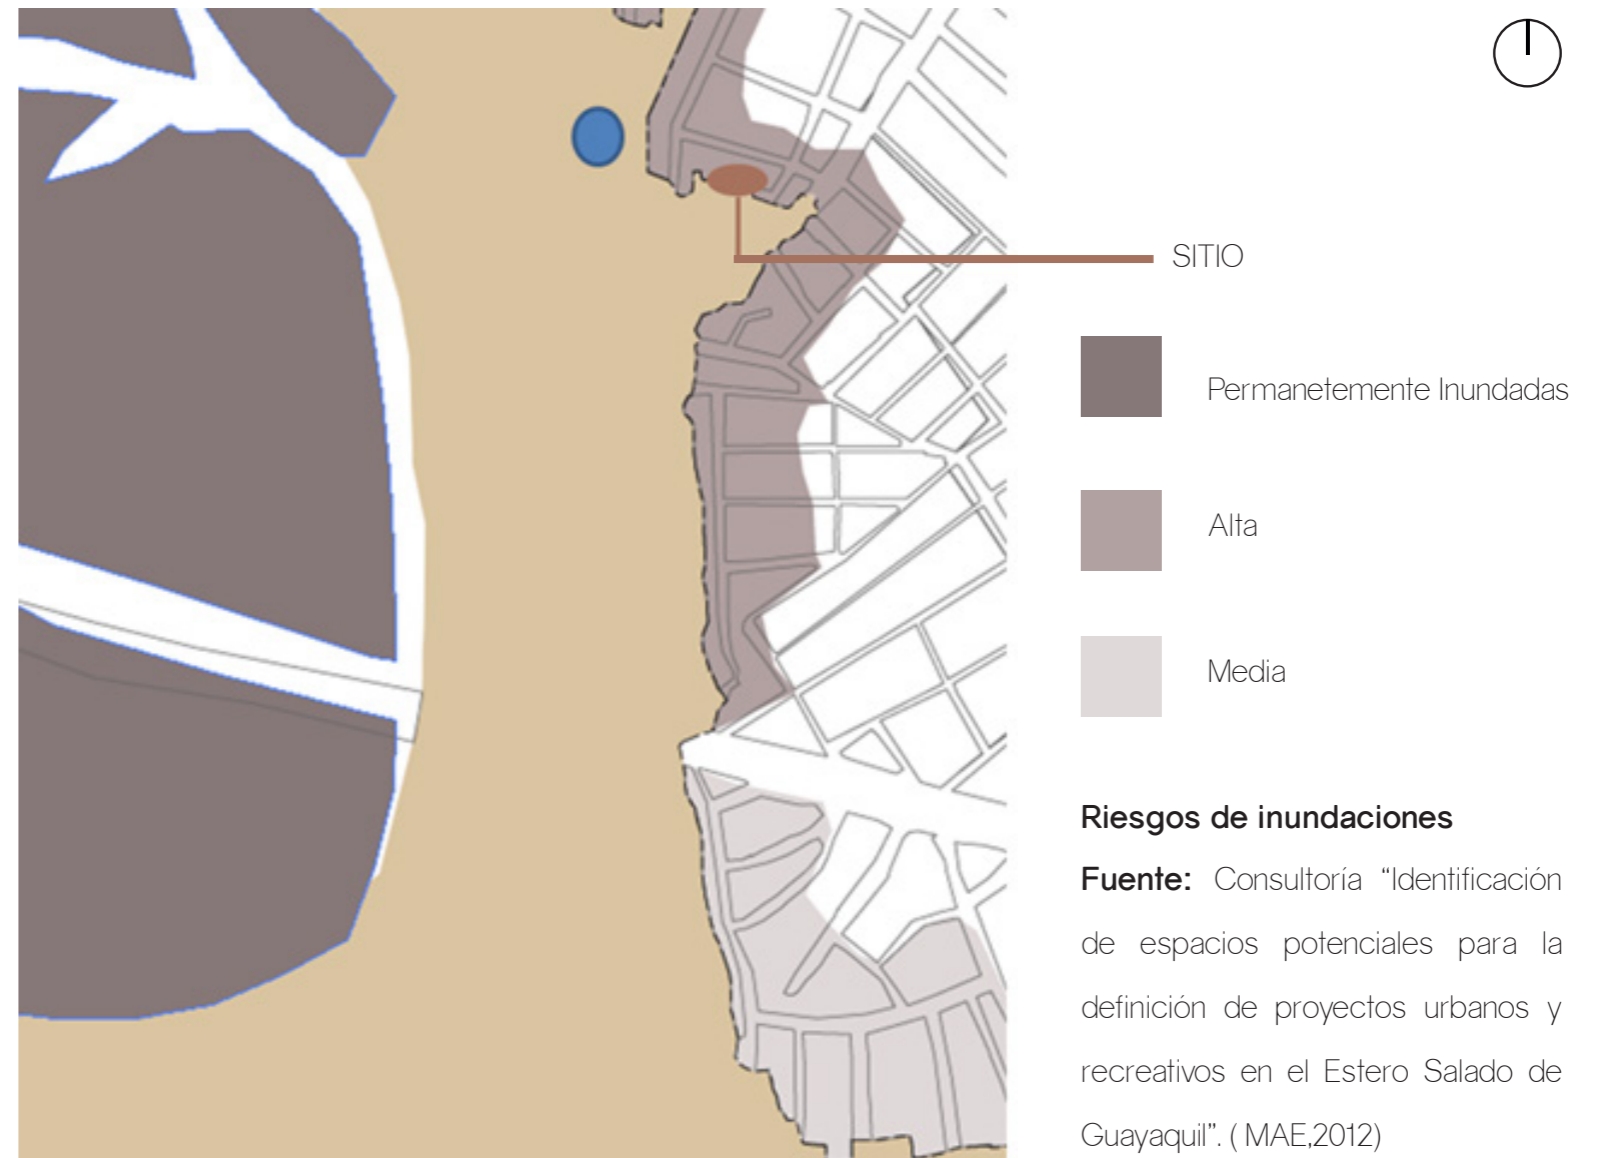 SITIO
Permanetemente Inundadas
Alta
Media
Riesgos de inundaciones
Fuente: Consultoría “Identificación
de espacios potenciales para la
definición de proyectos urbanos y
recreativos en el Estero Salado de
Guayaquil”. ( MAE,2012)